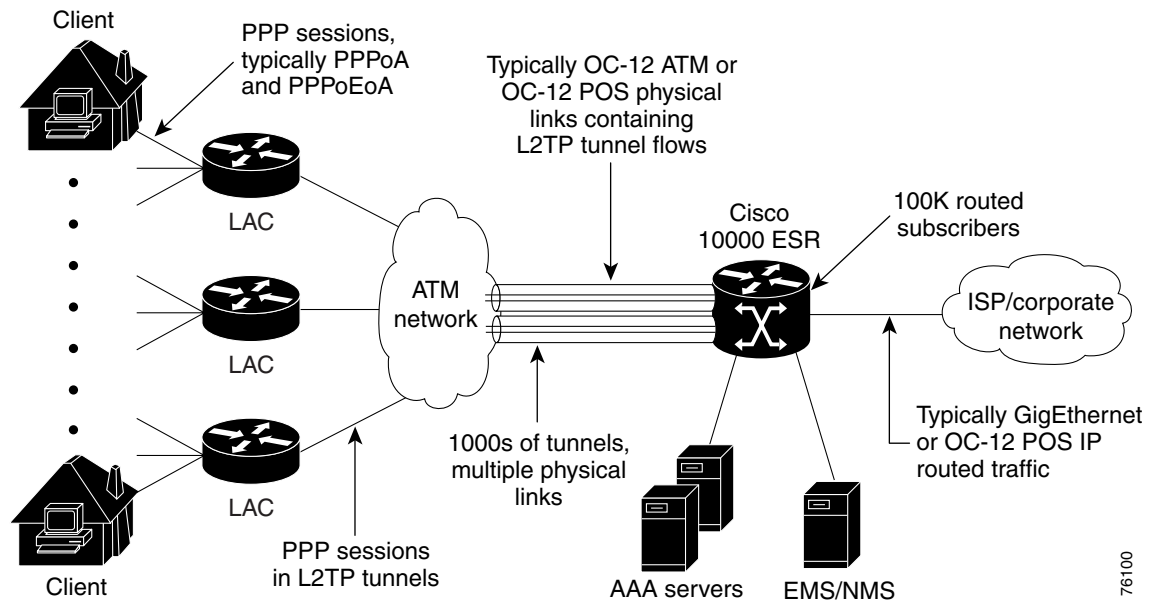 Client
PPP sessions,
typically PPPoA
and PPPoEoA
Typically OC-12 ATM or
OC-12 POS physical
links containing
L2TP tunnel flows
LAC
Cisco
10000 ESR
100K routed
subscribers
ATM
network
ISP/corporate
network
LAC
1000s of tunnels,
multiple physical
links
Typically GigEthernet
or OC-12 POS IP
routed traffic
LAC
PPP sessions
in L2TP tunnels
Client
AAA servers
EMS/NMS
76100